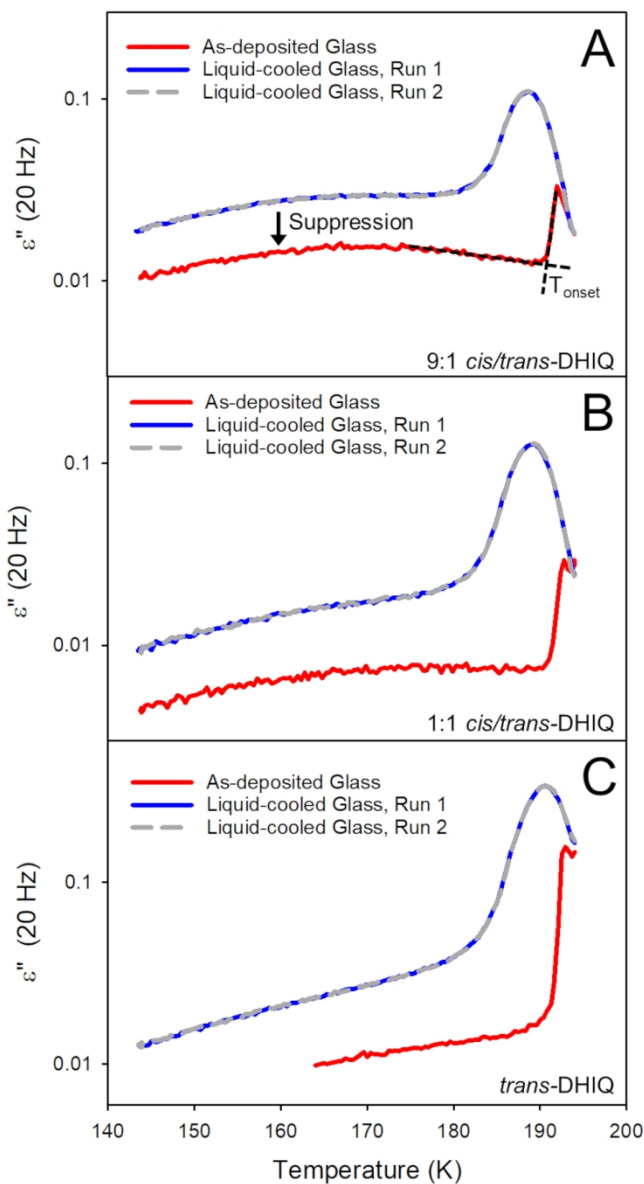 A
As-deposited Glass
Liquid-cooled Glass, Run 1
Liquid-cooled Glass, Run 2
0.1
ε" (20 Hz)
Suppression
0.01
Tonset
9:1 cis/trans-DHIQ
B
As-deposited Glass
Liquid-cooled Glass, Run 1
Liquid-cooled Glass, Run 2
0.1
ε" (20 Hz)
0.01
1:1 cis/trans-DHIQ
C
As-deposited Glass
Liquid-cooled Glass, Run 1
Liquid-cooled Glass, Run 2
0.1
ε" (20 Hz)
0.01
trans-DHIQ
140 150 160 170 180 190 200
Temperature (K)